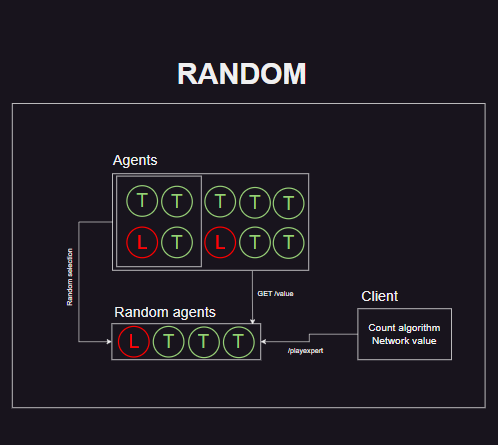 RANDOM
Agents
T T T T T
L T L T T
Random selection
GET /value
Random agents
L T T T
Client
Count algorithm
Network value
/playexpert